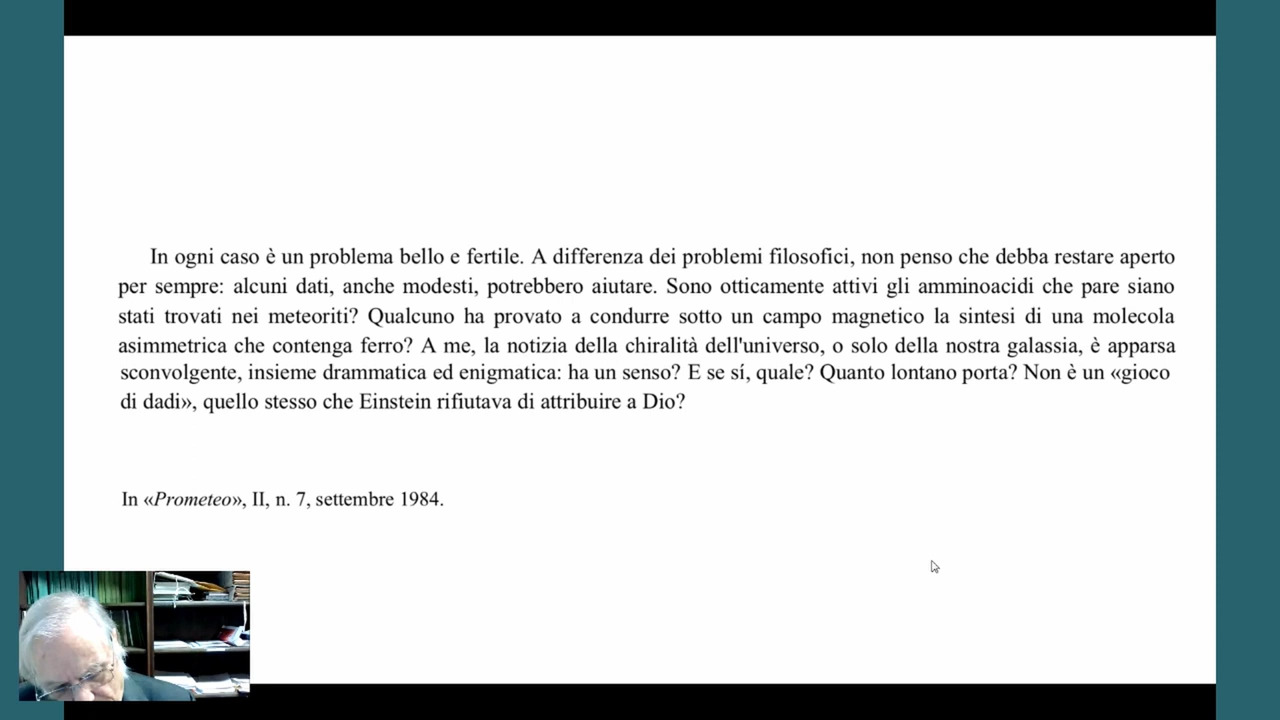 In ogni caso è un problema bello e fertile. A differenza dei problemi filosofici, non penso che debba restare aperto
per sempre: alcuni dati, anche modesti, potrebbero aiutare. Sono otticamente attivi gli amminoacidi che pare siano
stati trovati nei meteoriti? Qualcuno ha provato a condurre sotto un campo magnetico la sintesi di una molecola
asimmetrica che contenga ferro? A me, la notizia della chiralità dell'universo, o solo della nostra galassia, è apparsa
sconvolgente, insieme drammatica ed enigmatica: ha un senso? E se sí, quale? Quanto lontano porta? Non è un «gioco
di dadi», quello stesso che Einstein rifiutava di attribuire a Dio?
In «Prometeo», II, n. 7, settembre 1984.